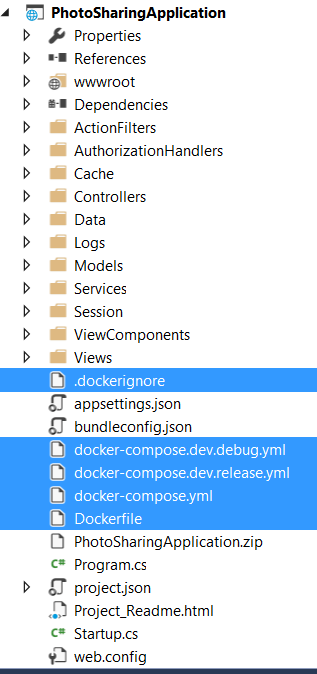 PhotoSharingApplication
Properties
References
wwwroot
Dependencies
ActionFilters
AuthorizationHandlers
Cache
Controllers
Data
Logs
Models
Services
Session
ViewComponents
Views
.dockerignore
appsettings.json
bundleconfig.json
docker-compose.dev.debug.yml
docker-compose.dev.release.yml
docker-compose.yml
Dockerfile
PhotoSharingApplication.zip
Program.cs
project.json
Project_Readme.html
Startup.cs
web.config